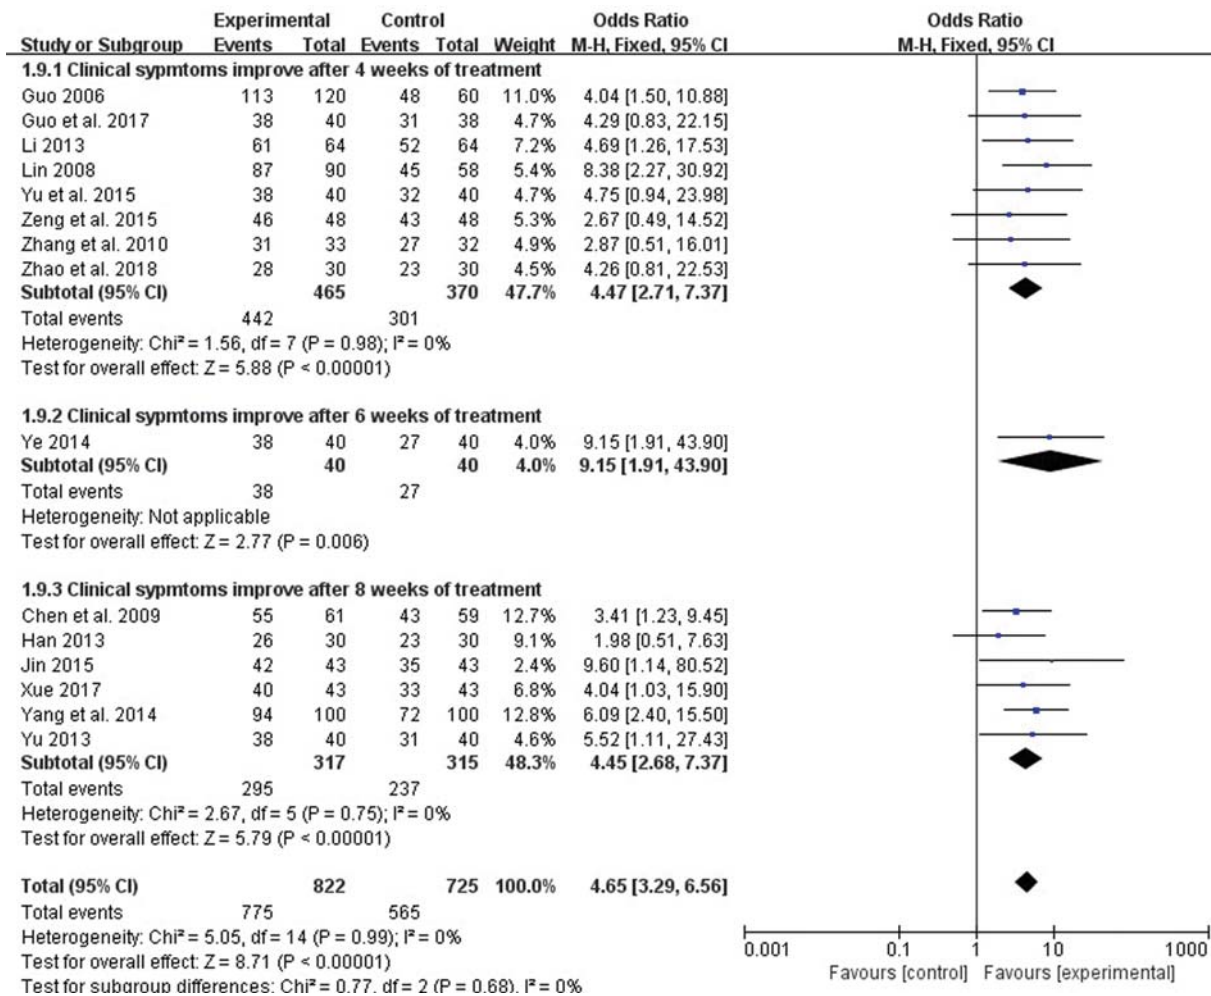 Experimental Control Odds Ratio Odds Ratio
Study or Subgroup Events Total Events Total Weight M-H, Fixed, 95% CI M-H, Fixed, 95% CI
1.9.1 Clinical sypmtoms improve after 4 weeks of treatment
Guo 2006 113 120 48 60 11.0% 4.04 [1.50, 10.88]
Guo et al. 2017 38 40 31 38 4.7% 4.29 [0.83, 22.15]
Li 2013 61 64 52 64 7.2% 4.69 [1.26, 17.53]
Lin 2008 87 90 45 58 5.4% 8.38 [2.27, 30.92]
Yu et al. 2015 38 40 32 40 4.7% 4.75 [0.94, 23.98]
Zeng et al. 2015 46 48 43 48 5.3% 2.67 [0.49, 14.52]
Zhang et al. 2010 31 33 27 32 4.9% 2.87 [0.51, 16.01]
Zhao et al. 2018 28 30 23 30 4.5% 4.26 [0.81, 22.53]
Subtotal (95% CI) 465 370 47.7% 4.47 [2.71, 7.37]
Total events 442 301
Heterogeneity: Chi² = 1.56, df = 7 (P = 0.98); I² = 0%
Test for overall effect: Z = 5.88 (P < 0.00001)
1.9.2 Clinical sypmtoms improve after 6 weeks of treatment
Ye 2014 38 40 27 40 4.0% 9.15 [1.91, 43.90]
Subtotal (95% CI) 40 40 4.0% 9.15 [1.91, 43.90]
Total events 38 27
Heterogeneity: Not applicable
Test for overall effect: Z = 2.77 (P = 0.006)
1.9.3 Clinical sypmtoms improve after 8 weeks of treatment
Chen et al. 2009 55 61 43 59 12.7% 3.41 [1.23, 9.45]
Han 2013 26 30 23 30 9.1% 1.98 [0.51, 7.63]
Jin 2015 42 43 35 43 2.4% 9.60 [1.14, 80.52]
Xue 2017 40 43 33 43 6.8% 4.04 [1.03, 15.90]
Yang et al. 2014 94 100 72 100 12.8% 6.09 [2.40, 15.50]
Yu 2013 38 40 31 40 4.6% 5.52 [1.11, 27.43]
Subtotal (95% CI) 317 315 48.3% 4.45 [2.68, 7.37]
Total events 295 237
Heterogeneity: Chi² = 2.67, df = 5 (P = 0.75); I² = 0%
Test for overall effect: Z = 5.79 (P < 0.00001)
Total (95% CI) 822 725 100.0% 4.65 [3.29, 6.56]
Total events 775 565
Heterogeneity: Chi² = 5.05, df = 14 (P = 0.99); I² = 0%
Test for overall effect: Z = 8.71 (P < 0.00001)
Test for subgroup differences: Chi² = 0.77, df = 2 (P = 0.68), I² = 0%
0.001 0.1 1 10 1000
Favours [control] Favours [experimental]